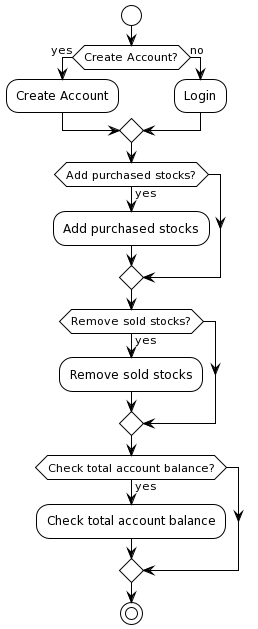 Create Account?
yes
no
Create Account
Login
Add purchased stocks?
yes
Add purchased stocks
Remove sold stocks?
yes
Remove sold stocks
Check total account balance?
yes
Check total account balance